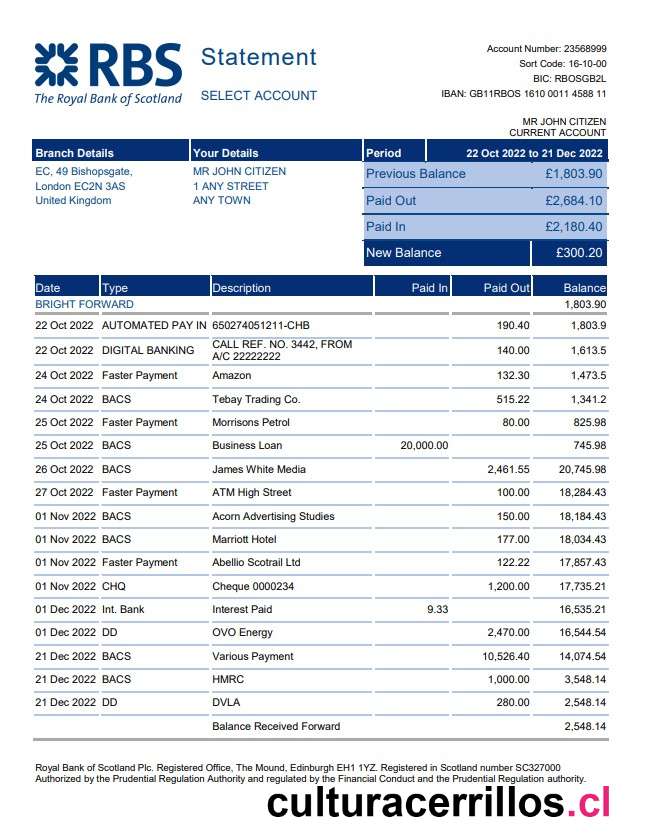 RBS
The Royal Bank of Scotland
Statement
SELECT ACCOUNT
Account Number: 23568999
Sort Code: 16-10-00
BIC: RBOSGB2L
IBAN: GB11RBOS 1610 0011 4588 11
MR JOHN CITIZEN
CURRENT ACCOUNT
Branch Details Your Details Period 22 Oct 2022 to 21 Dec 2022
EC, 49 Bishopsgate,
London EC2N 3AS
United Kingdom
MR JOHN CITIZEN
1 ANY STREET
ANY TOWN
Previous Balance £1,803.90
Paid Out £2,684.10
Paid In £2,180.40
New Balance £300.20
Date Type Description Paid In Paid Out Balance
BRIGHT FORWARD 1,803.90
22 Oct 2022 AUTOMATED PAY IN 650274051211-CHB 190.40 1,803.9
22 Oct 2022 DIGITAL BANKING CALL REF. NO. 3442, FROM
A/C 22222222 140.00 1,613.5
24 Oct 2022 Faster Payment Amazon 132.30 1,473.5
24 Oct 2022 BACS Tebay Trading Co. 515.22 1,341.2
25 Oct 2022 Faster Payment Morrisons Petrol 80.00 825.98
25 Oct 2022 BACS Business Loan 20,000.00 745.98
26 Oct 2022 BACS James White Media 2,461.55 20,745.98
27 Oct 2022 Faster Payment ATM High Street 100.00 18,284.43
01 Nov 2022 BACS Acorn Advertising Studies 150.00 18,184.43
01 Nov 2022 BACS Marriott Hotel 177.00 18,034.43
01 Nov 2022 Faster Payment Abellio Scotrail Ltd 122.22 17,857.43
01 Nov 2022 CHQ Cheque 0000234 1,200.00 17,735.21
01 Dec 2022 Int. Bank Interest Paid 9.33 16,535.21
01 Dec 2022 DD OVO Energy 2,470.00 16,544.54
21 Dec 2022 BACS Various Payment 10,526.40 14,074.54
21 Dec 2022 BACS HMRC 1,000.00 3,548.14
21 Dec 2022 DD DVLA 280.00 2,548.14
Balance Received Forward 2,548.14
Royal Bank of Scotland Plc. Registered Office, The Mound, Edinburgh EH1 1YZ. Registered in Scotland number SC327000
Authorized by the Prudential Regulation Authority and regulated by the Financial Conduct and the Prudential Regulation authority.
culturacerrillos.cl